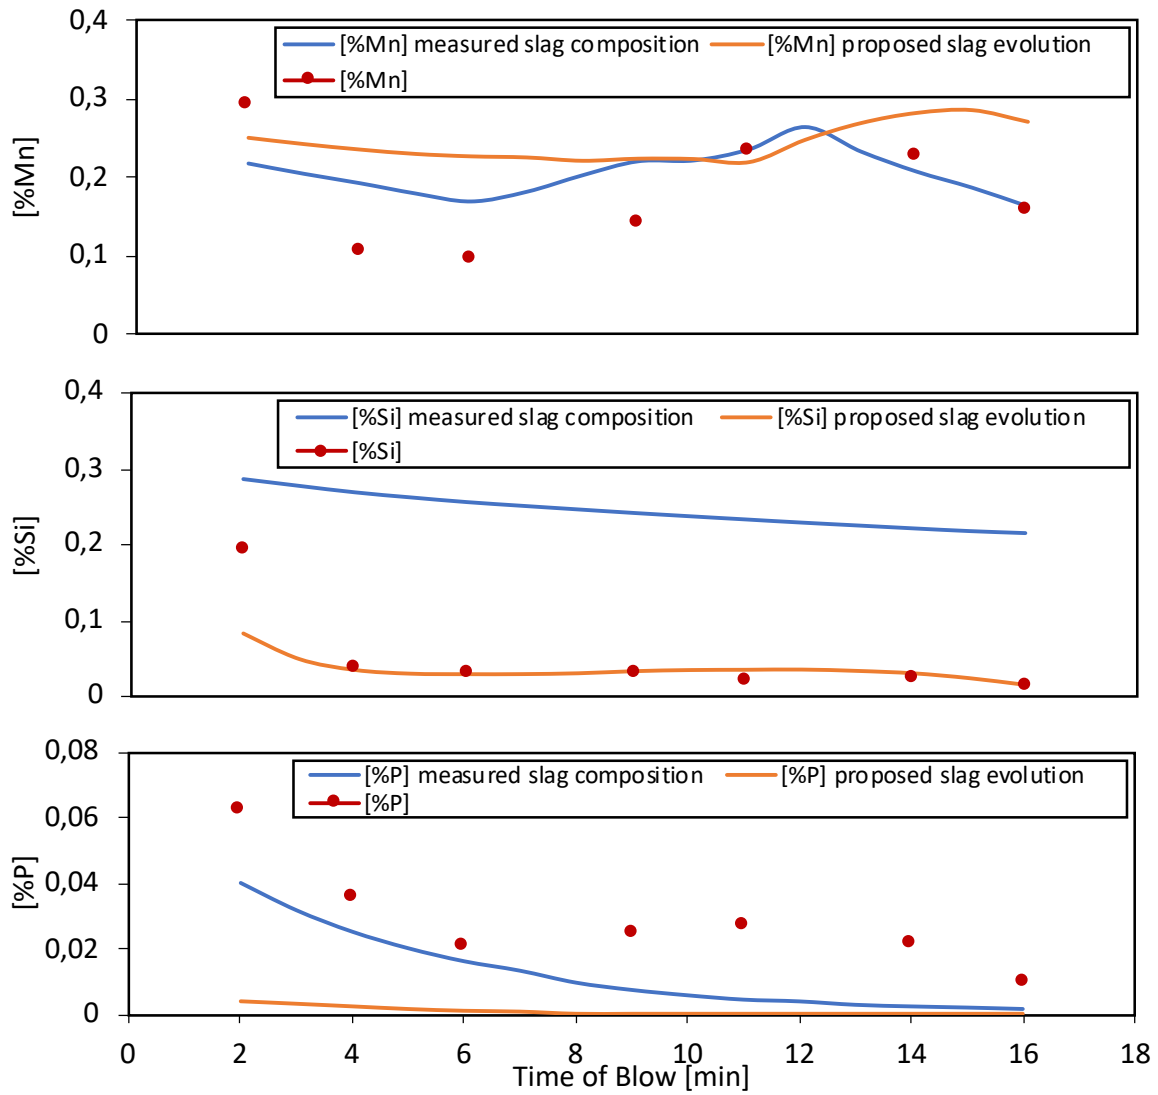 0,4
[%Mn] measured slag composition [%Mn] proposed slag evolution
[%Mn]
0,3
[%Mn]
0,2
0,1
0
0,4
[%Si] measured slag composition [%Si] proposed slag evolution
[%Si]
0,3
[%Si]
0,2
0,1
0
0,08
[%P] measured slag composition [%P] proposed slag evolution
[%P]
0,06
[%P]
0,04
0,02
0
0 2 4 6 8 10 12 14 16 18
Time of Blow [min]